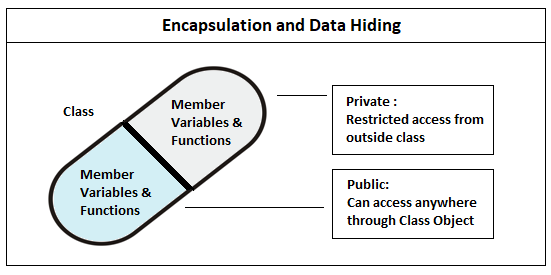 Encapsulation and Data Hiding
Class
Member
Variables &
Functions
Private :
Restricted access from
outside class
Member
Variables &
Functions
Public:
Can access anywhere
through Class Object